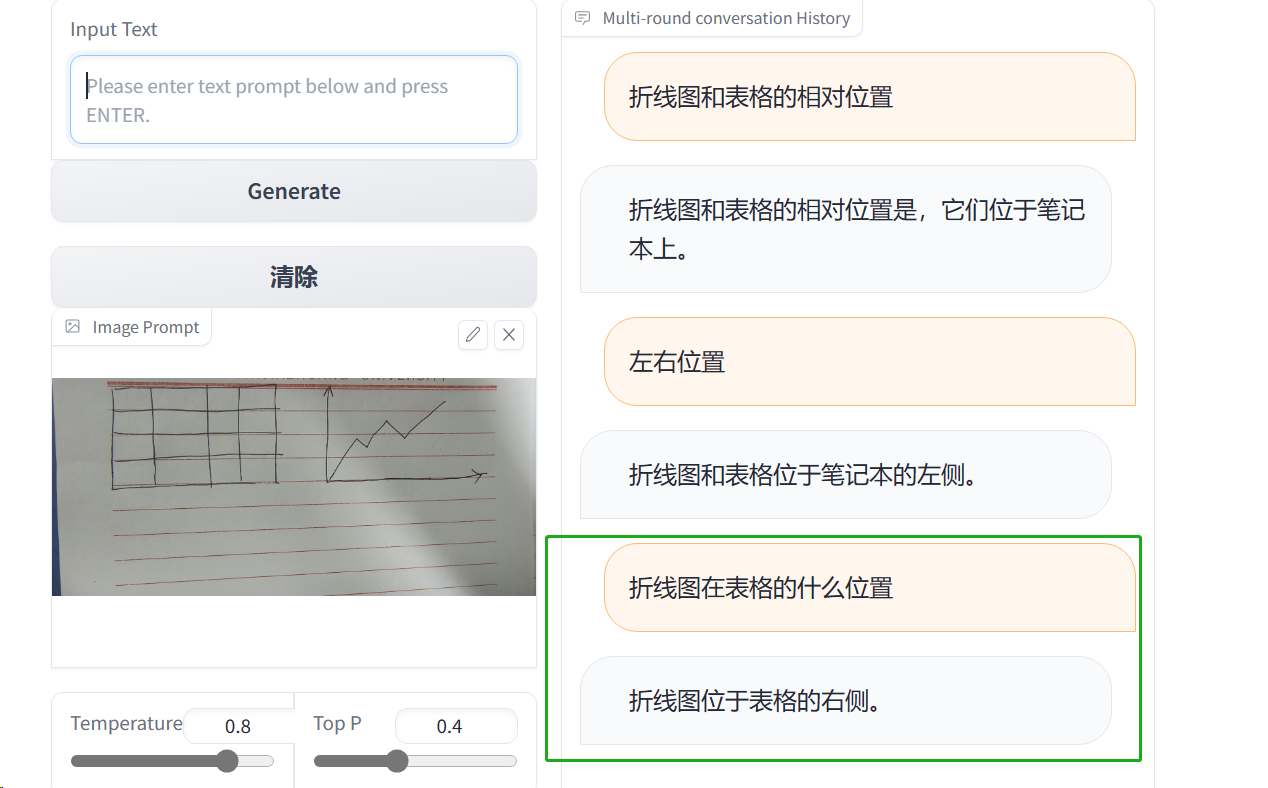 Input Text
Please enter text prompt below and press
ENTER.
Generate
清除
Image Prompt
Temperature
0.8
Top P
0.4
Multi-round conversation History
折线图和表格的相对位置
折线图和表格的相对位置是，它们位于笔记
本上。
左右位置
折线图和表格位于笔记本的左侧。
折线图在表格的什么位置
折线图位于表格的右侧。